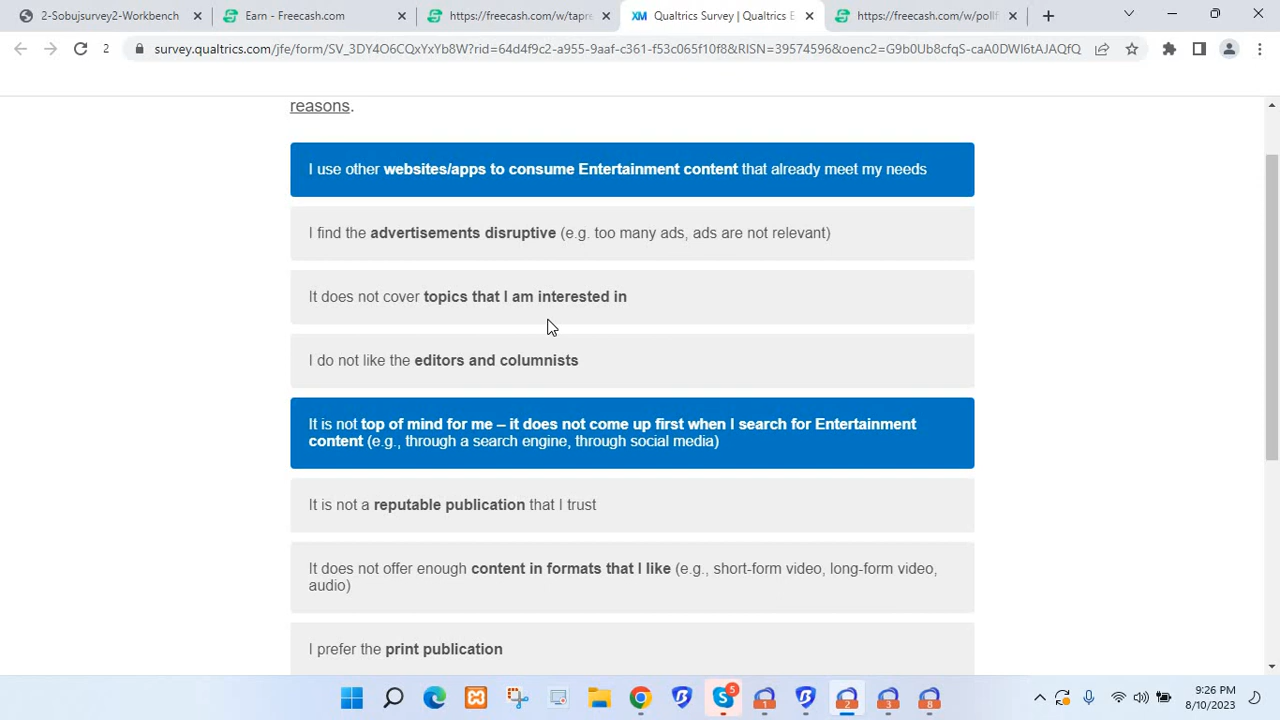 2-Sobujsurvey2-Workbench
Earn - Freecash.com
https://freecash.com/w/tapre
Qualtrics Survey | Qualtrics E
https://freecash.com/w/pollf
2
survey.qualtrics.com/jfe/form/SV_3DY4O6CQxYxYb8W?rid=64d4f9c2-a955-9aaf-c361-f53c065f10f8&RISN=39574596&oenc2=G9b0Ub8cfqS-caA0DWI6tAJAQfQ
reasons.
I use other websites/apps to consume Entertainment content that already meet my needs
I find the advertisements disruptive (e.g. too many ads, ads are not relevant)
It does not cover topics that I am interested in
I do not like the editors and columnists
It is not top of mind for me – it does not come up first when I search for Entertainment
content (e.g., through a search engine, through social media)
It is not a reputable publication that I trust
It does not offer enough content in formats that I like (e.g., short-form video, long-form video,
audio)
I prefer the print publication
5
1
2
3
8
9:26 PM
8/10/2023